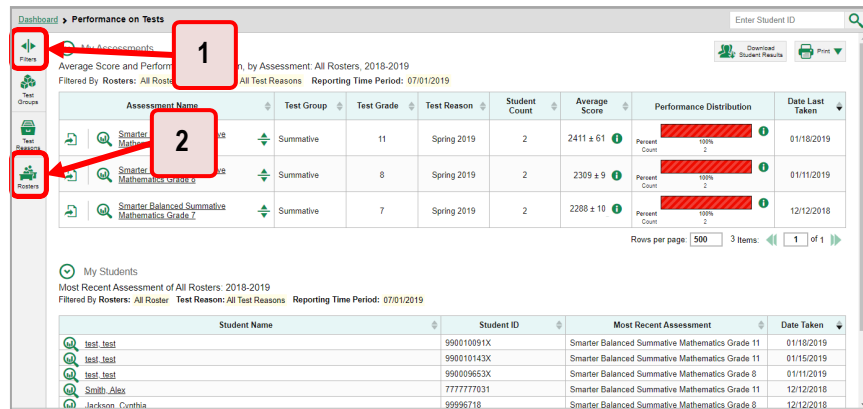 Dashboard > Performance on Tests
Enter Student ID
Filters
Test
Groups
Test
Reasons
Rosters
1
2
My Assessments
Download
Student Results
Print
Average Score and Perform n, by Assessment: All Rosters, 2018-2019
Filtered By Rosters: All Roste All Test Reasons Reporting Time Period: 07/01/2019
Assessment Name Test Group Test Grade Test Reason Student Count Average Score Performance Distribution Date Last Taken
Smarter ive
Mathem
Summative 11 Spring 2019 2 2411 ± 61 Percent 100% 01/18/2019
Count 2
Smarter ive
Mathematics Grade 8
Summative 8 Spring 2019 2 2309 ± 9 Percent 100% 01/11/2019
Count 2
Smarter Balanced Summative
Mathematics Grade 7
Summative 7 Spring 2019 2 2288 ± 10 Percent 100% 12/12/2018
Count 2
Rows per page: 500 3 Items: 1 of 1
My Students
Most Recent Assessment of All Rosters: 2018-2019
Filtered By Rosters: All Roster Test Reason: All Test Reasons Reporting Time Period: 07/01/2019
Student Name Student ID Most Recent Assessment Date Taken
test, test 990010091X Smarter Balanced Summative Mathematics Grade 11 01/18/2019
test, test 990010143X Smarter Balanced Summative Mathematics Grade 11 01/15/2019
test, test 990009653X Smarter Balanced Summative Mathematics Grade 8 01/11/2019
Smith, Alex 7777777031 Smarter Balanced Summative Mathematics Grade 11 12/12/2018
Jackson, Cynthia 99996718 Smarter Balanced Summative Mathematics Grade 8 12/12/2018